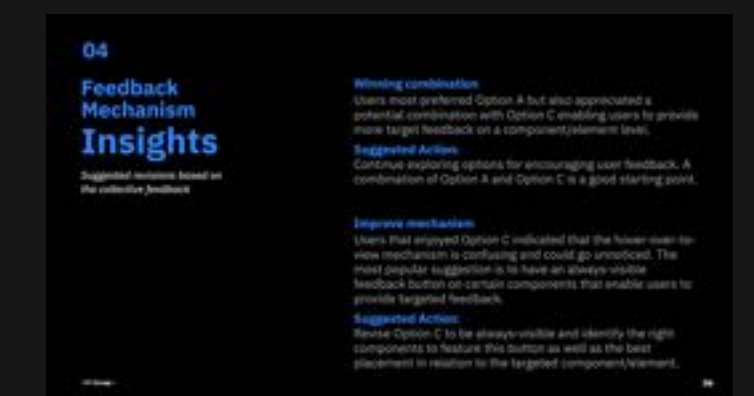 04
Feedback
Mechanism
Insights
Suggested revisions based on
the collective feedback
Winning combination
Users most preferred Option A but also appreciated a
potential combination with Option C enabling users to provide
more target feedback on a component/element level.
Suggested Action:
Continue exploring options for encouraging user feedback. A
combination of Option A and Option C is a good starting point.
Improve mechanism
Users that enjoyed Option C indicated that the hover-over-to-
view mechanism is confusing and could go unnoticed. The
most popular suggestion is to have an always-visible
feedback button on certain components that enable users to
provide targeted feedback.
Suggested Action:
Revise Option C to be always-visible and identify the right
components to feature this button as well as the best
placement in relation to the targeted component/element.